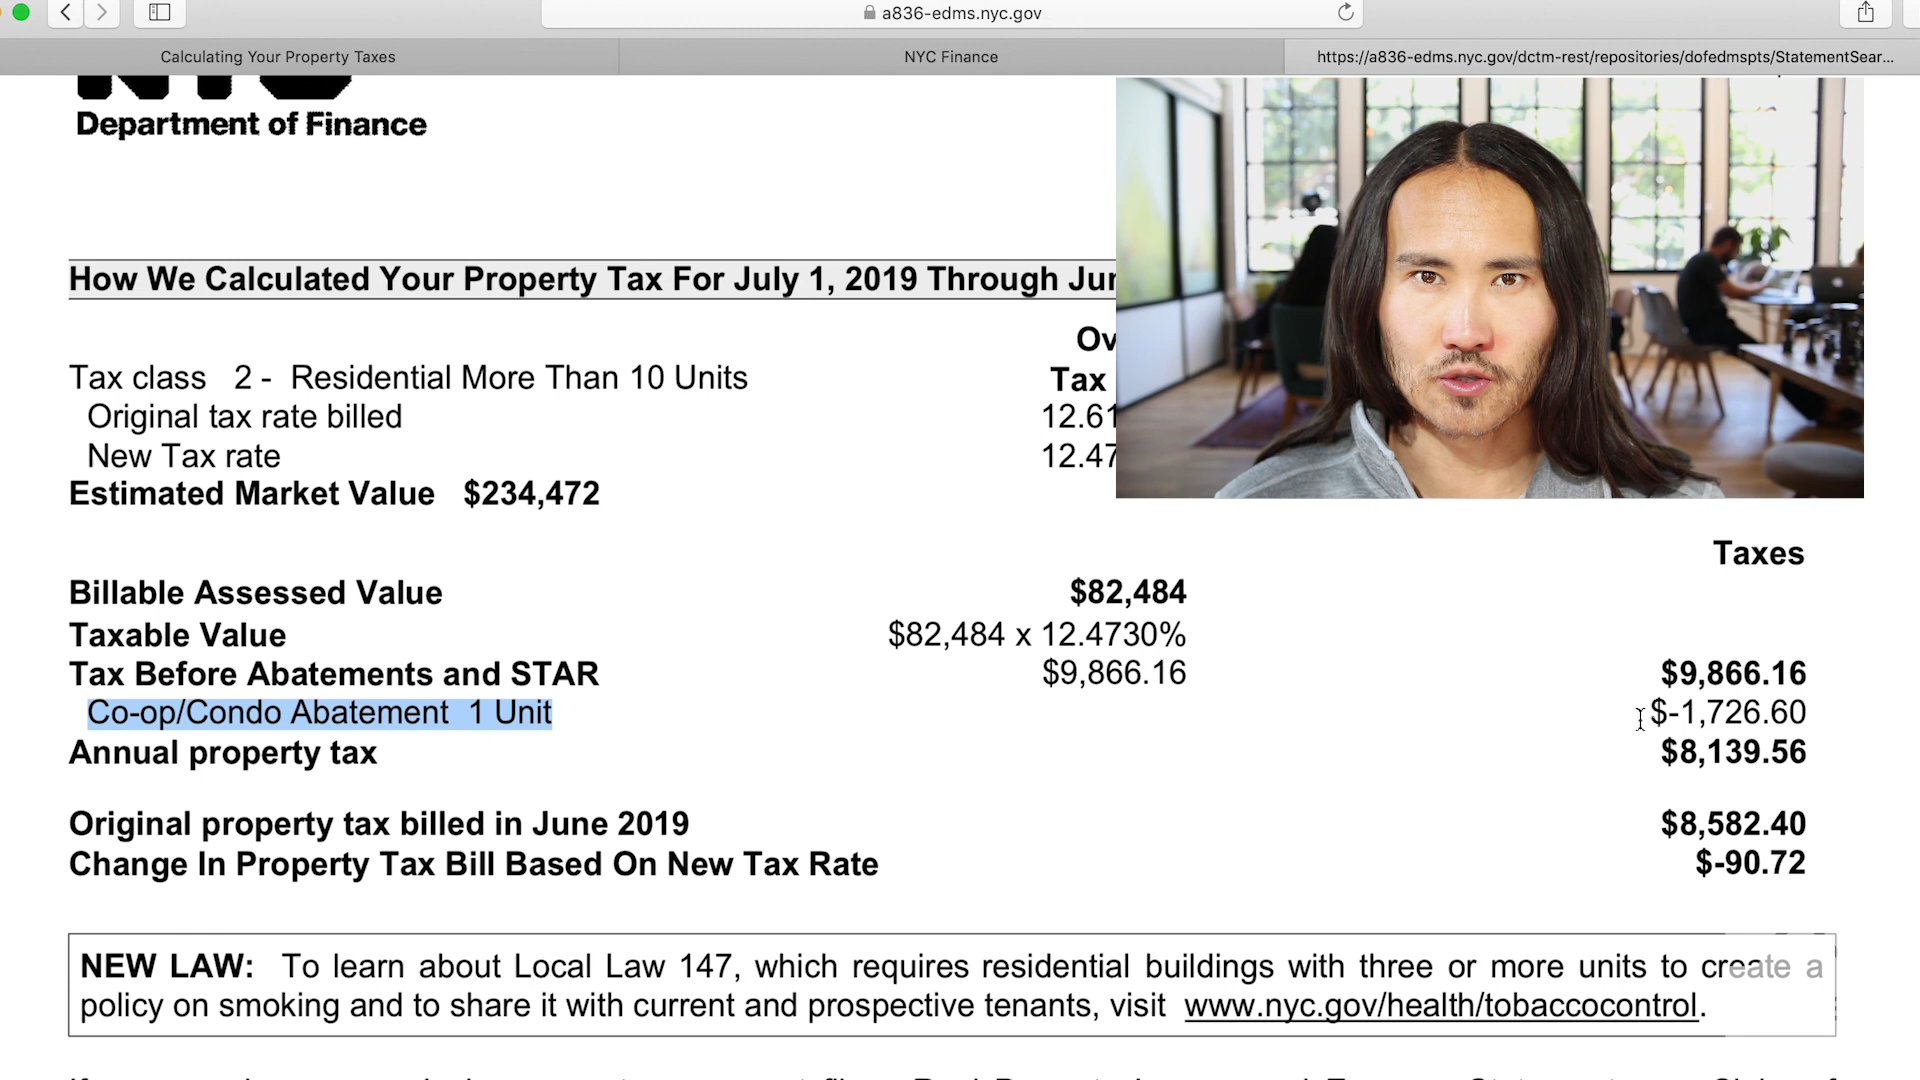 a836-edms.nyc.gov
Calculating Your Property Taxes
NYC Finance
https://a836-edms.nyc.gov/dctm-rest/repositories/dofedmspts/StatementSear...
NYC
Department of Finance
How We Calculated Your Property Tax For July 1, 2019 Through Jun
Ov
Tax class 2 - Residential More Than 10 Units Tax
Original tax rate billed 12.61
New Tax rate 12.47
Estimated Market Value $234,472
Taxes
Billable Assessed Value $82,484
Taxable Value $82,484 x 12.4730%
Tax Before Abatements and STAR $9,866.16 $9,866.16
Co-op/Condo Abatement 1 Unit $-1,726.60
Annual property tax $8,139.56
Original property tax billed in June 2019 $8,582.40
Change In Property Tax Bill Based On New Tax Rate $-90.72
NEW LAW: To learn about Local Law 147, which requires residential buildings with three or more units to create a
policy on smoking and to share it with current and prospective tenants, visit www.nyc.gov/health/tobaccocontrol.